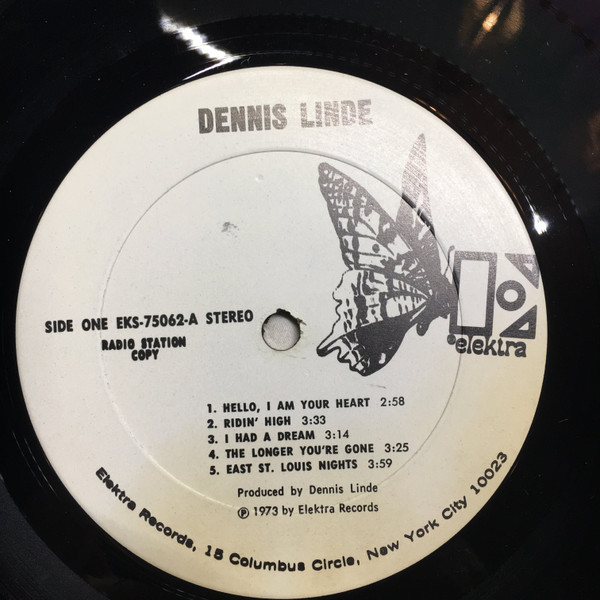 DENNIS LINDE
SIDE ONE EKS-75062-A STEREO
RADIO STATION
COPY
elektra
1. HELLO, I AM YOUR HEART 2:58
2. RIDIN' HIGH 3:33
3. I HAD A DREAM 3:14
4. THE LONGER YOU'RE GONE 3:25
5. EAST ST. LOUIS NIGHTS 3:59
Produced by Dennis Linde
℗ 1973 by Elektra Records
Elektra Records, 15 Columbus Circle, New York City 10023